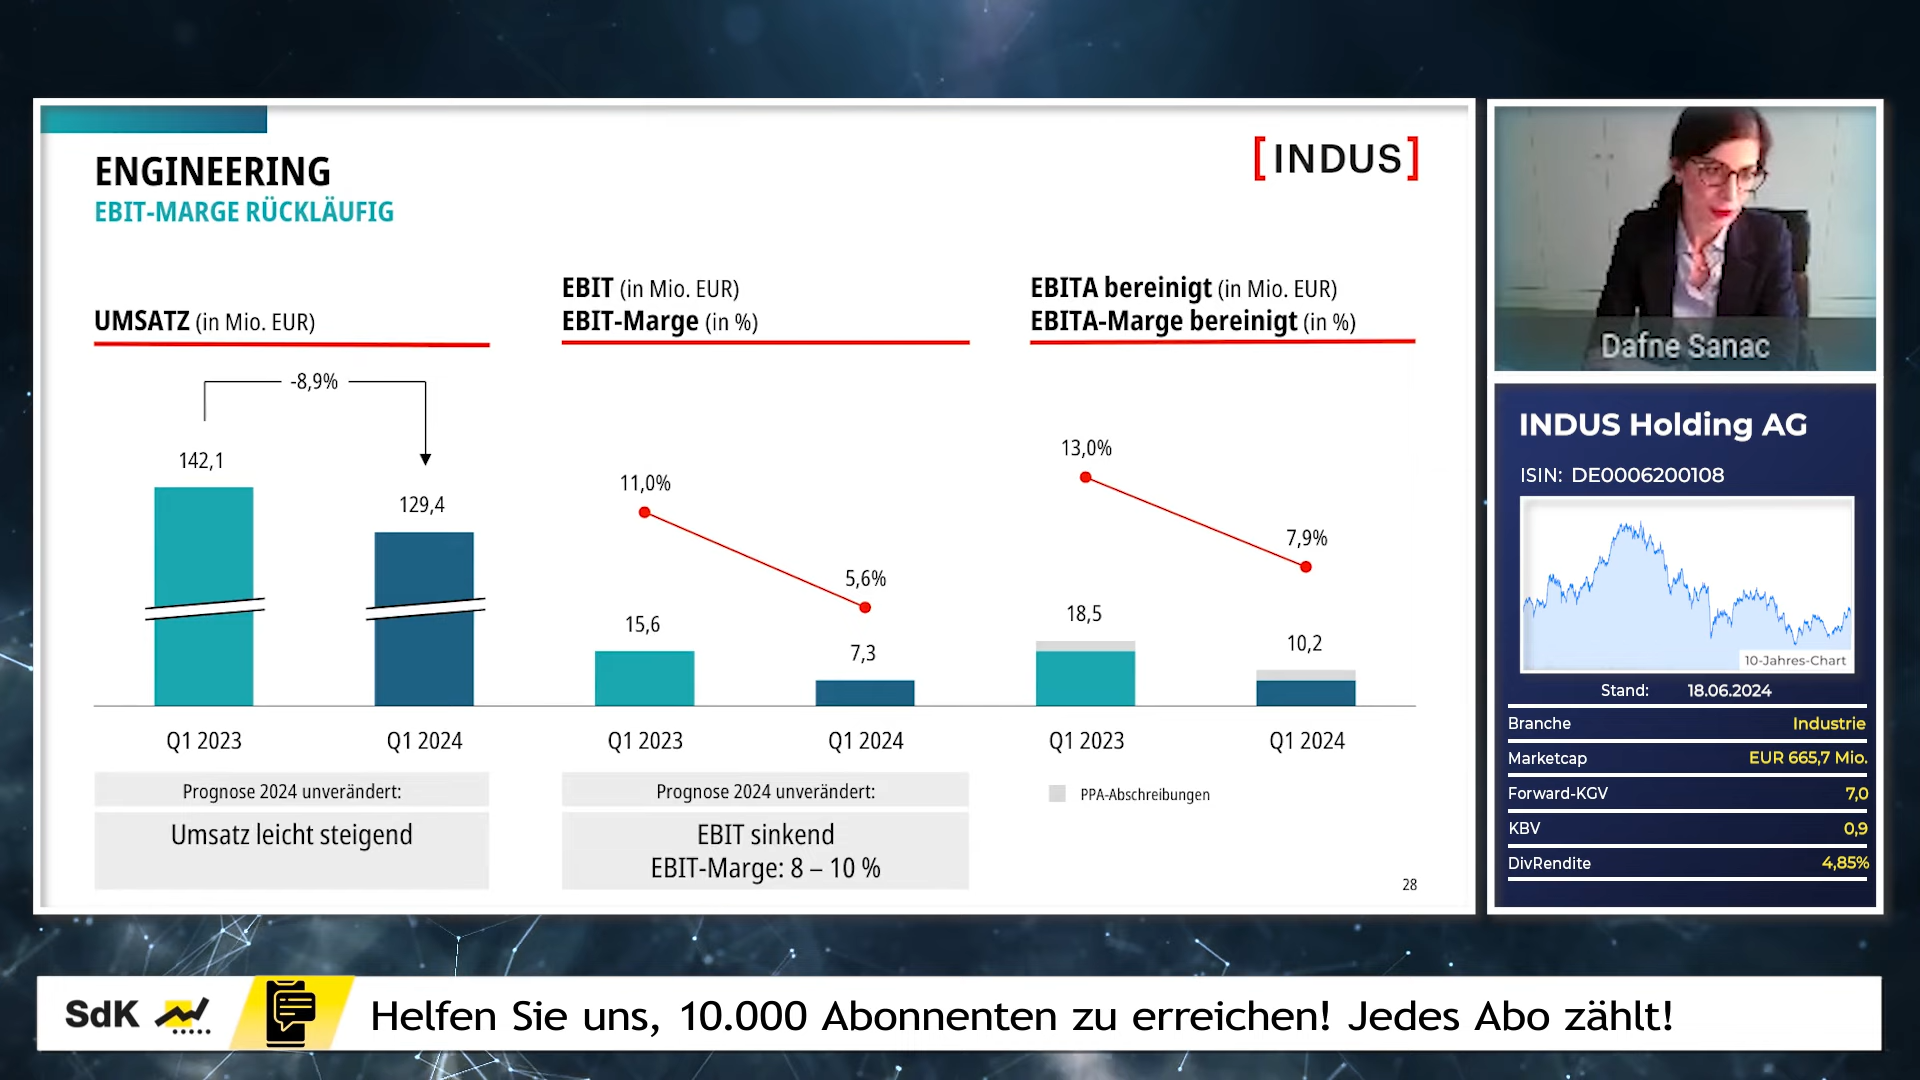 ENGINEERING
EBIT-MARGE RÜCKLÄUFIG
[INDUS]
UMSATZ (in Mio. EUR)
-8,9%
142,1
129,4
Q1 2023
Q1 2024
Prognose 2024 unverändert:
Umsatz leicht steigend
EBIT (in Mio. EUR)
EBIT-Marge (in %)
11,0%
5,6%
15,6
7,3
Q1 2023
Q1 2024
Prognose 2024 unverändert:
EBIT sinkend
EBIT-Marge: 8 – 10 %
EBITA bereinigt (in Mio. EUR)
EBITA-Marge bereinigt (in %)
13,0%
7,9%
18,5
10,2
Q1 2023
Q1 2024
PPA-Abschreibungen
28
Dafne Sanac
INDUS Holding AG
ISIN: DE0006200108
10-Jahres-Chart
Stand: 18.06.2024
Branche Industrie
Marketcap EUR 665,7 Mio.
Forward-KGV 7,0
KBV 0,9
DivRendite 4,85%
SdK
Helfen Sie uns, 10.000 Abonnenten zu erreichen! Jedes Abo zählt!